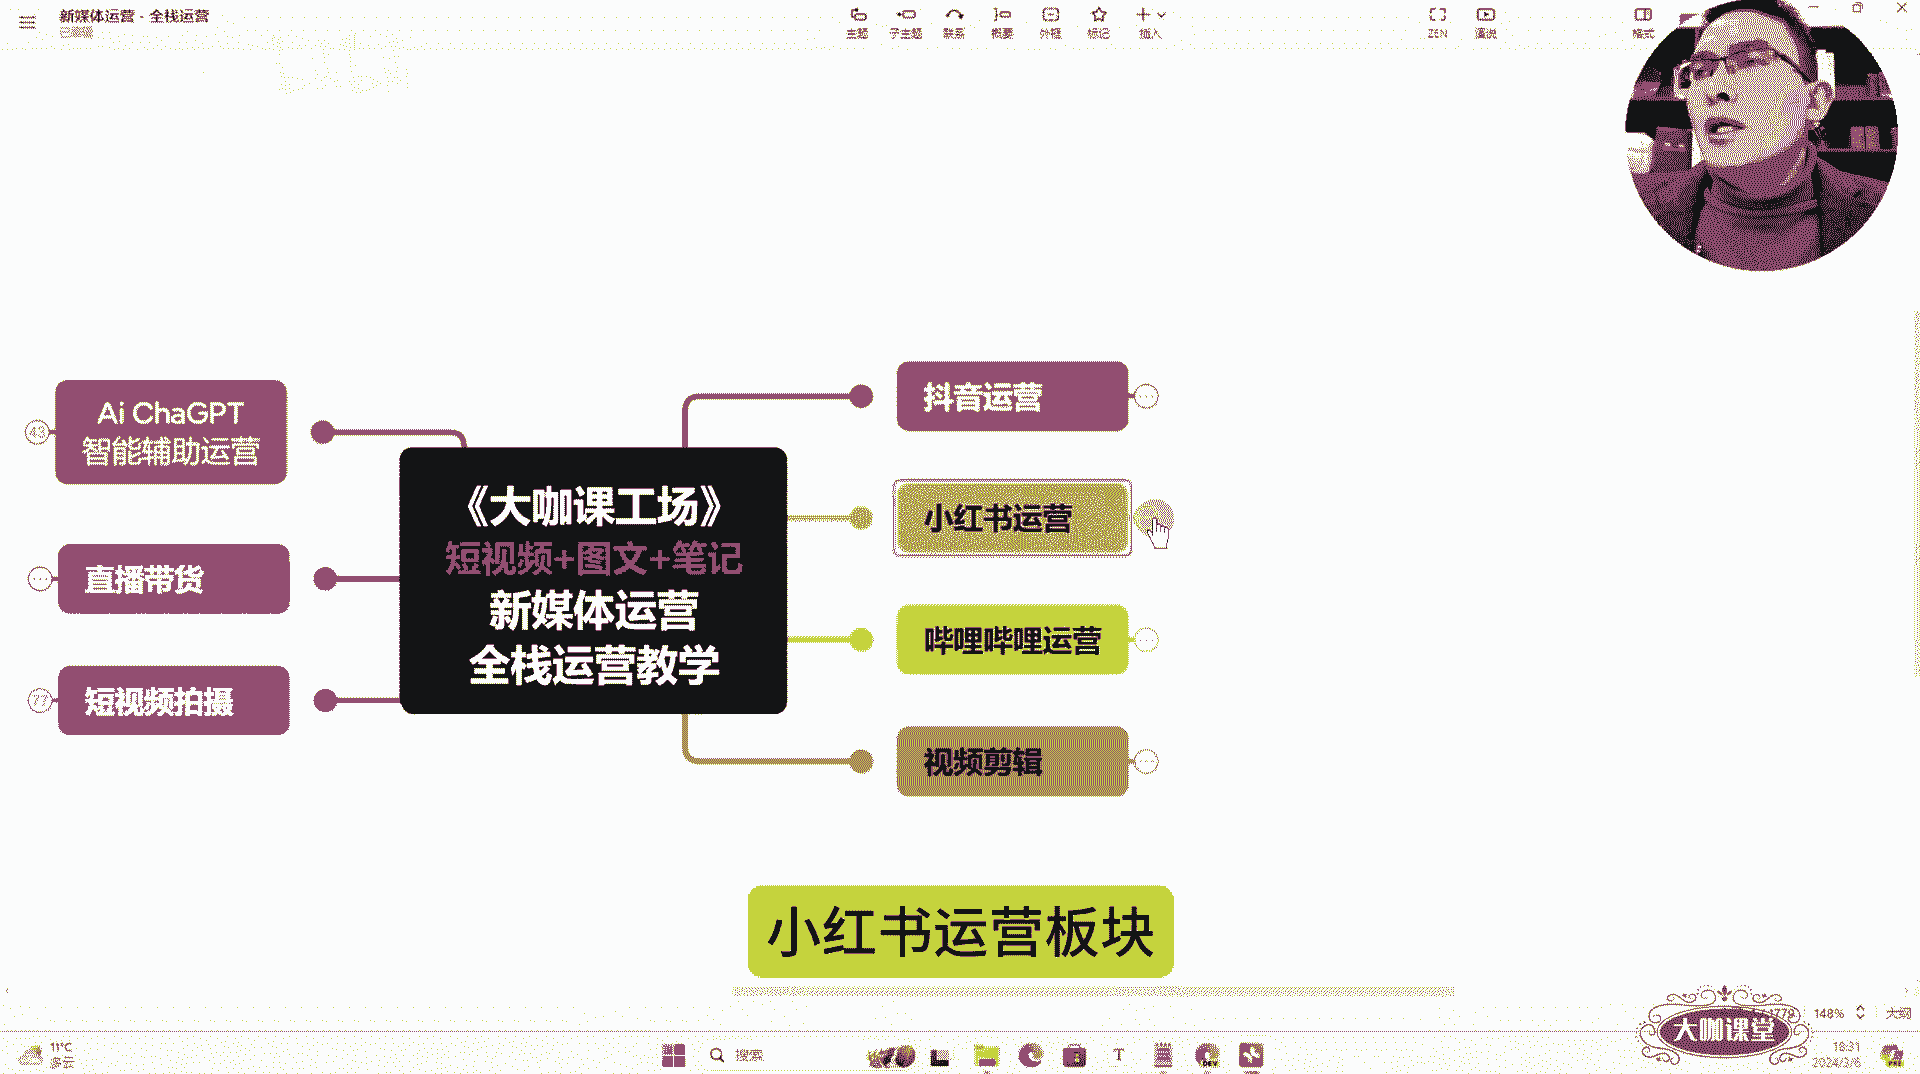 新媒体运营 - 全栈运营
主题
子主题
联系
概要
外框
标记
插入
ZEN
演说
格式
Ai ChaGPT
智能辅助运营
43
直播带货
短视频拍摄
77
《大咖课工场》
短视频+图文+笔记
新媒体运营
全栈运营教学
抖音运营
小红书运营
哔哩哔哩运营
视频剪辑
小红书运营板块
148%
大纲
大咖课堂
11°C
多云
搜索
18:31
2024/3/6